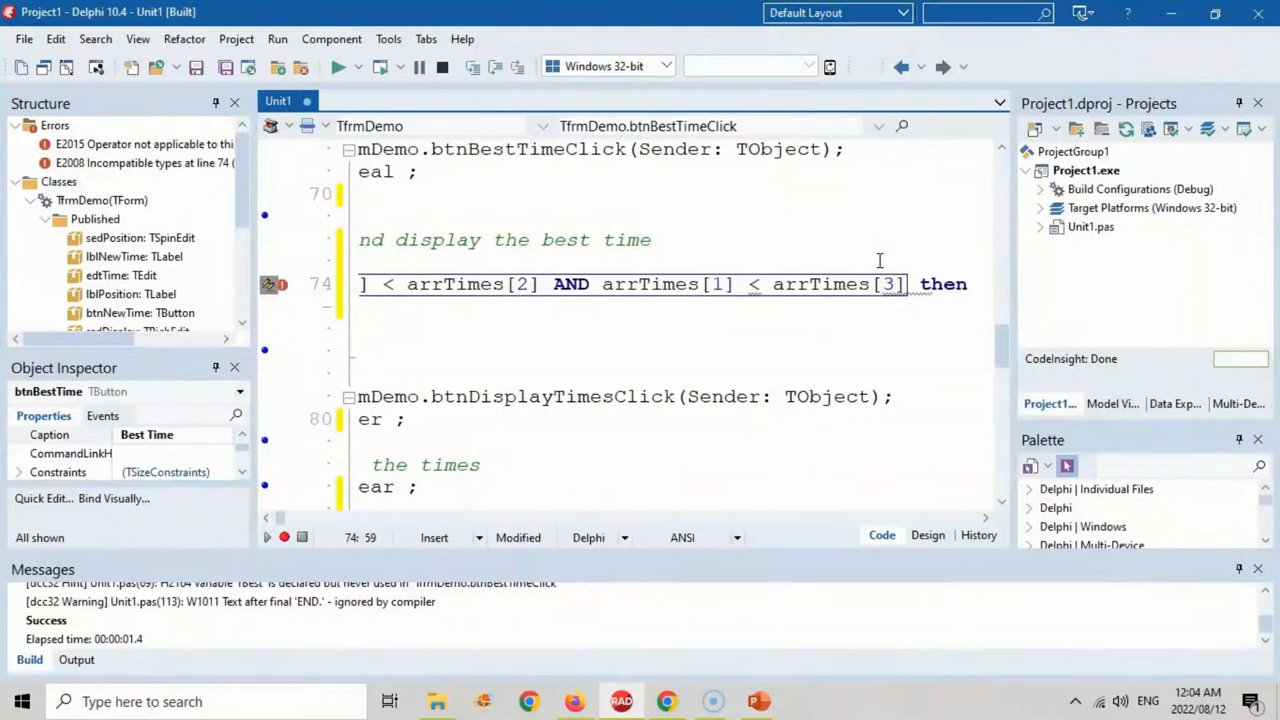 Project1 - Delphi 10.4 - Unit1 [Built]
Default Layout
File Edit Search View Refactor Project Run Component Tools Tabs Help
Windows 32-bit
Structure
Errors
E2015 Operator not applicable to thi
E2008 Incompatible types at line 74 (
Classes
TfrmDemo(TForm)
Published
sedPosition: TSpinEdit
lblNewTime: TLabel
edtTime: TEdit
lblPosition: TLabel
btnNewTime: TButton
Object Inspector
btnBestTime TButton
Properties Events
Caption Best Time
CommandLinkH
Constraints (TSizeConstraints)
Quick Edit... Bind Visually...
All shown
Unit1
TfrmDemo TfrmDemo.btnBestTimeClick
mDemo.btnBestTimeClick(Sender: TObject);
eal ;
70
nd display the best time
74 ] < arrTimes[2] AND arrTimes[1] < arrTimes[3] then
mDemo.btnDisplayTimesClick(Sender: TObject);
80 er ;
the times
ear ;
74: 59 Insert Modified Delphi ANSI Code Design History
Project1.dproj - Projects
ProjectGroup1
Project1.exe
Build Configurations (Debug)
Target Platforms (Windows 32-bit)
Unit1.pas
CodeInsight: Done
Project1... Model Vi... Data Exp... Multi-De...
Palette
Delphi | Individual Files
Delphi
Delphi | Windows
Delphi | Multi-Device
Messages
[dcc32 Hint] Unit1.pas(69): H2164 Variable 'rBest' is declared but never used in 'TfrmDemo.btnBestTimeClick'
[dcc32 Warning] Unit1.pas(113): W1011 Text after final 'END.' - ignored by compiler
Success
Elapsed time: 00:00:01.4
Build Output
Type here to search
RAD
ENG
12:04 AM
2022/08/12